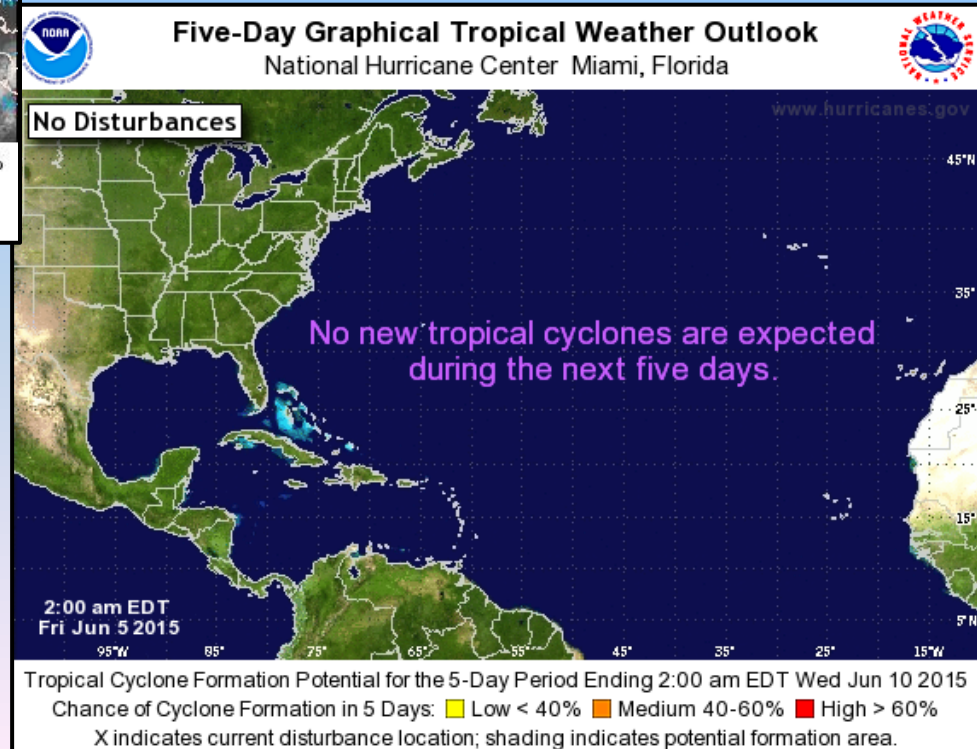 NOAA
Five-Day Graphical Tropical Weather Outlook
National Hurricane Center Miami, Florida
NATIONAL WEATHER SERVICE
No Disturbances
www.hurricanes.gov
45°N
35°
No new tropical cyclones are expected
during the next five days.
25°
15°
2:00 am EDT
Fri Jun 5 2015
5°N
95°W 85° 75° 65° 55° 45° 35° 25° 15°W
Tropical Cyclone Formation Potential for the 5-Day Period Ending 2:00 am EDT Wed Jun 10 2015
Chance of Cyclone Formation in 5 Days: Low < 40% Medium 40-60% High > 60%
X indicates current disturbance location; shading indicates potential formation area.